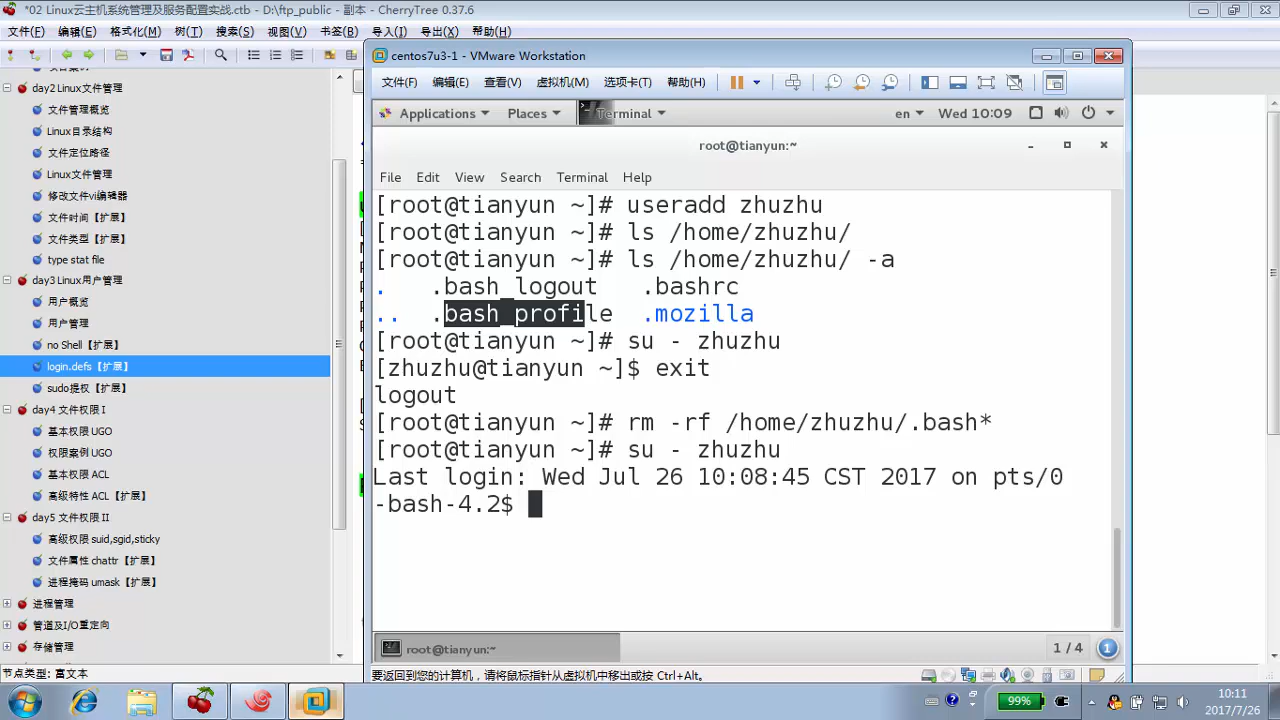 *02 Linux云主机系统管理及服务配置实战.ctb - D:\ftp_public - 副本 - CherryTree 0.37.6
文件(F) 编辑(E) 格式化(M) 树(T) 搜索(S) 视图(V) 书签(B) 导入(I) 导出(X) 帮助(H)
day2 Linux文件管理
文件管理概览
Linux目录结构
文件定位路径
Linux文件管理
修改文件vi编辑器
文件时间【扩展】
文件类型【扩展】
type stat file
day3 Linux用户管理
用户概览
用户管理
no Shell【扩展】
login.defs【扩展】
sudo提权【扩展】
day4 文件权限 I
基本权限 UGO
权限案例 UGO
基本权限 ACL
高级特性 ACL【扩展】
day5 文件权限 II
高级权限 suid,sgid,sticky
文件属性 chattr【扩展】
进程掩码 umask【扩展】
进程管理
管道及I/O重定向
存储管理
节点类型: 富文本
centos7u3-1 - VMware Workstation
文件(F) 编辑(E) 查看(V) 虚拟机(M) 选项卡(T) 帮助(H)
Applications Places Terminal en Wed 10:09
root@tianyun:~
File Edit View Search Terminal Help
[root@tianyun ~]# useradd zhuzhu
[root@tianyun ~]# ls /home/zhuzhu/
[root@tianyun ~]# ls /home/zhuzhu/ -a
. .bash_logout .bashrc
.. .bash_profile .mozilla
[root@tianyun ~]# su - zhuzhu
[zhuzhu@tianyun ~]$ exit
logout
[root@tianyun ~]# rm -rf /home/zhuzhu/.bash*
[root@tianyun ~]# su - zhuzhu
Last login: Wed Jul 26 10:08:45 CST 2017 on pts/0
-bash-4.2$
root@tianyun:~ 1 / 4 1
要返回到您的计算机，请将鼠标指针从虚拟机中移出或按 Ctrl+Alt。
99%
10:11
2017/7/26